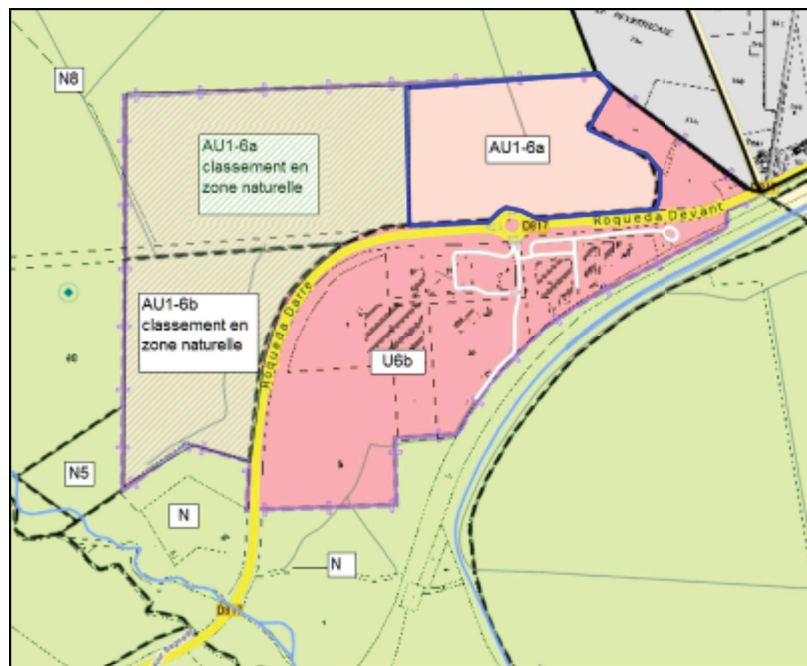 N8
AU1-6a
classement en
zone naturelle
AU1-6a
D817
Roqueda Devant
AU1-6b
classement en
zone naturelle
Roqueda Darre
U6b
N5
N
N
D817